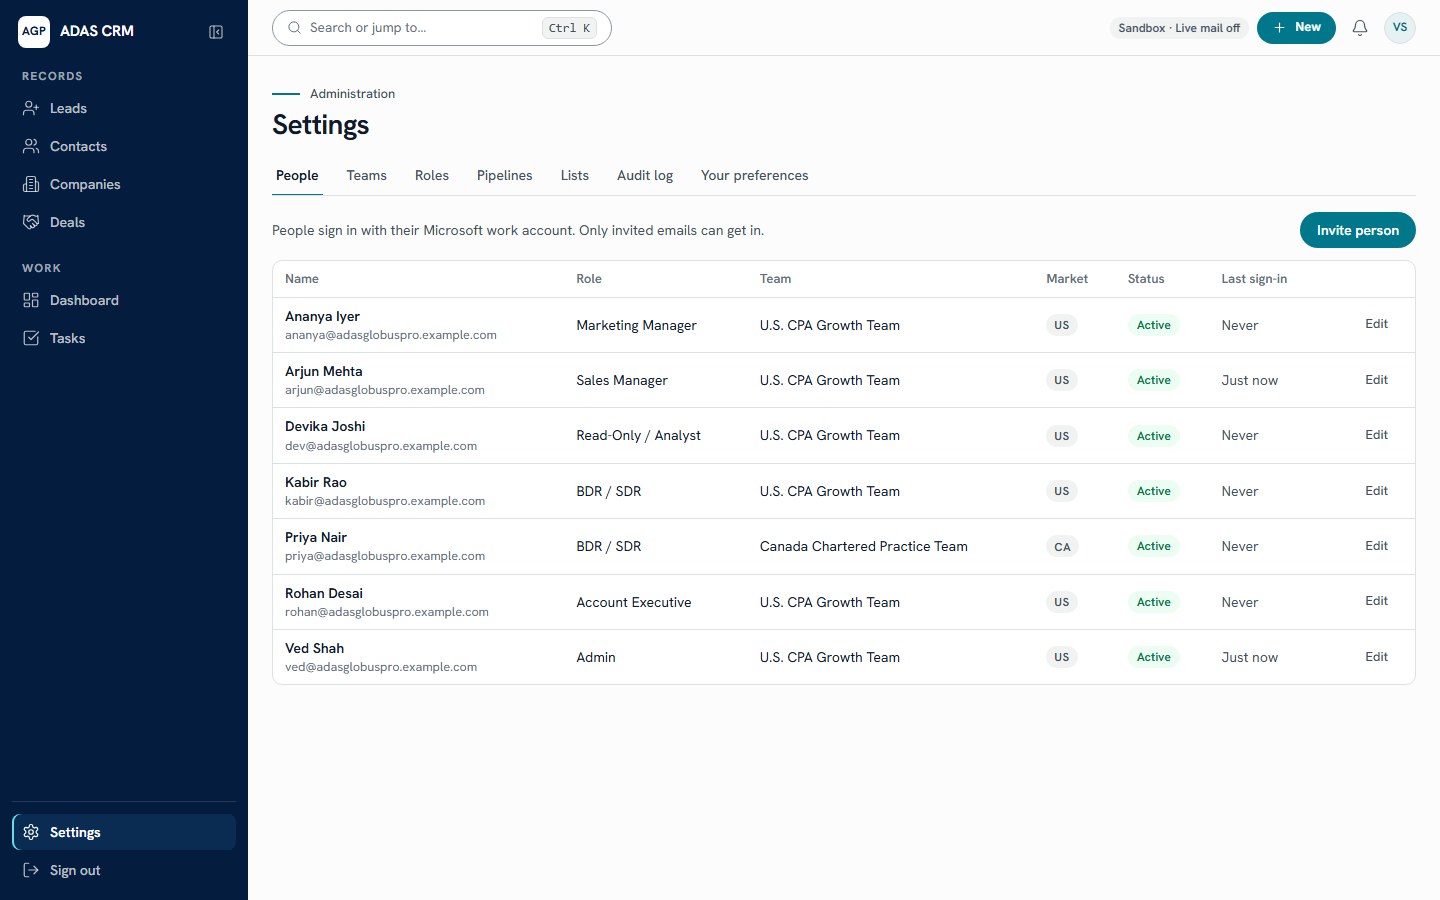 AGP ADAS CRM
RECORDS
Leads
Contacts
Companies
Deals
WORK
Dashboard
Tasks
Settings
Sign out
Search or jump to... Ctrl K
Sandbox · Live mail off
New
VS
Administration
Settings
People Teams Roles Pipelines Lists Audit log Your preferences
People sign in with their Microsoft work account. Only invited emails can get in.
Invite person
Name Role Team Market Status Last sign-in
Ananya Iyer
ananya@adasglobuspro.example.com
Marketing Manager U.S. CPA Growth Team US Active Never Edit
Arjun Mehta
arjun@adasglobuspro.example.com
Sales Manager U.S. CPA Growth Team US Active Just now Edit
Devika Joshi
dev@adasglobuspro.example.com
Read-Only / Analyst U.S. CPA Growth Team US Active Never Edit
Kabir Rao
kabir@adasglobuspro.example.com
BDR / SDR U.S. CPA Growth Team US Active Never Edit
Priya Nair
priya@adasglobuspro.example.com
BDR / SDR Canada Chartered Practice Team CA Active Never Edit
Rohan Desai
rohan@adasglobuspro.example.com
Account Executive U.S. CPA Growth Team US Active Never Edit
Ved Shah
ved@adasglobuspro.example.com
Admin U.S. CPA Growth Team US Active Just now Edit